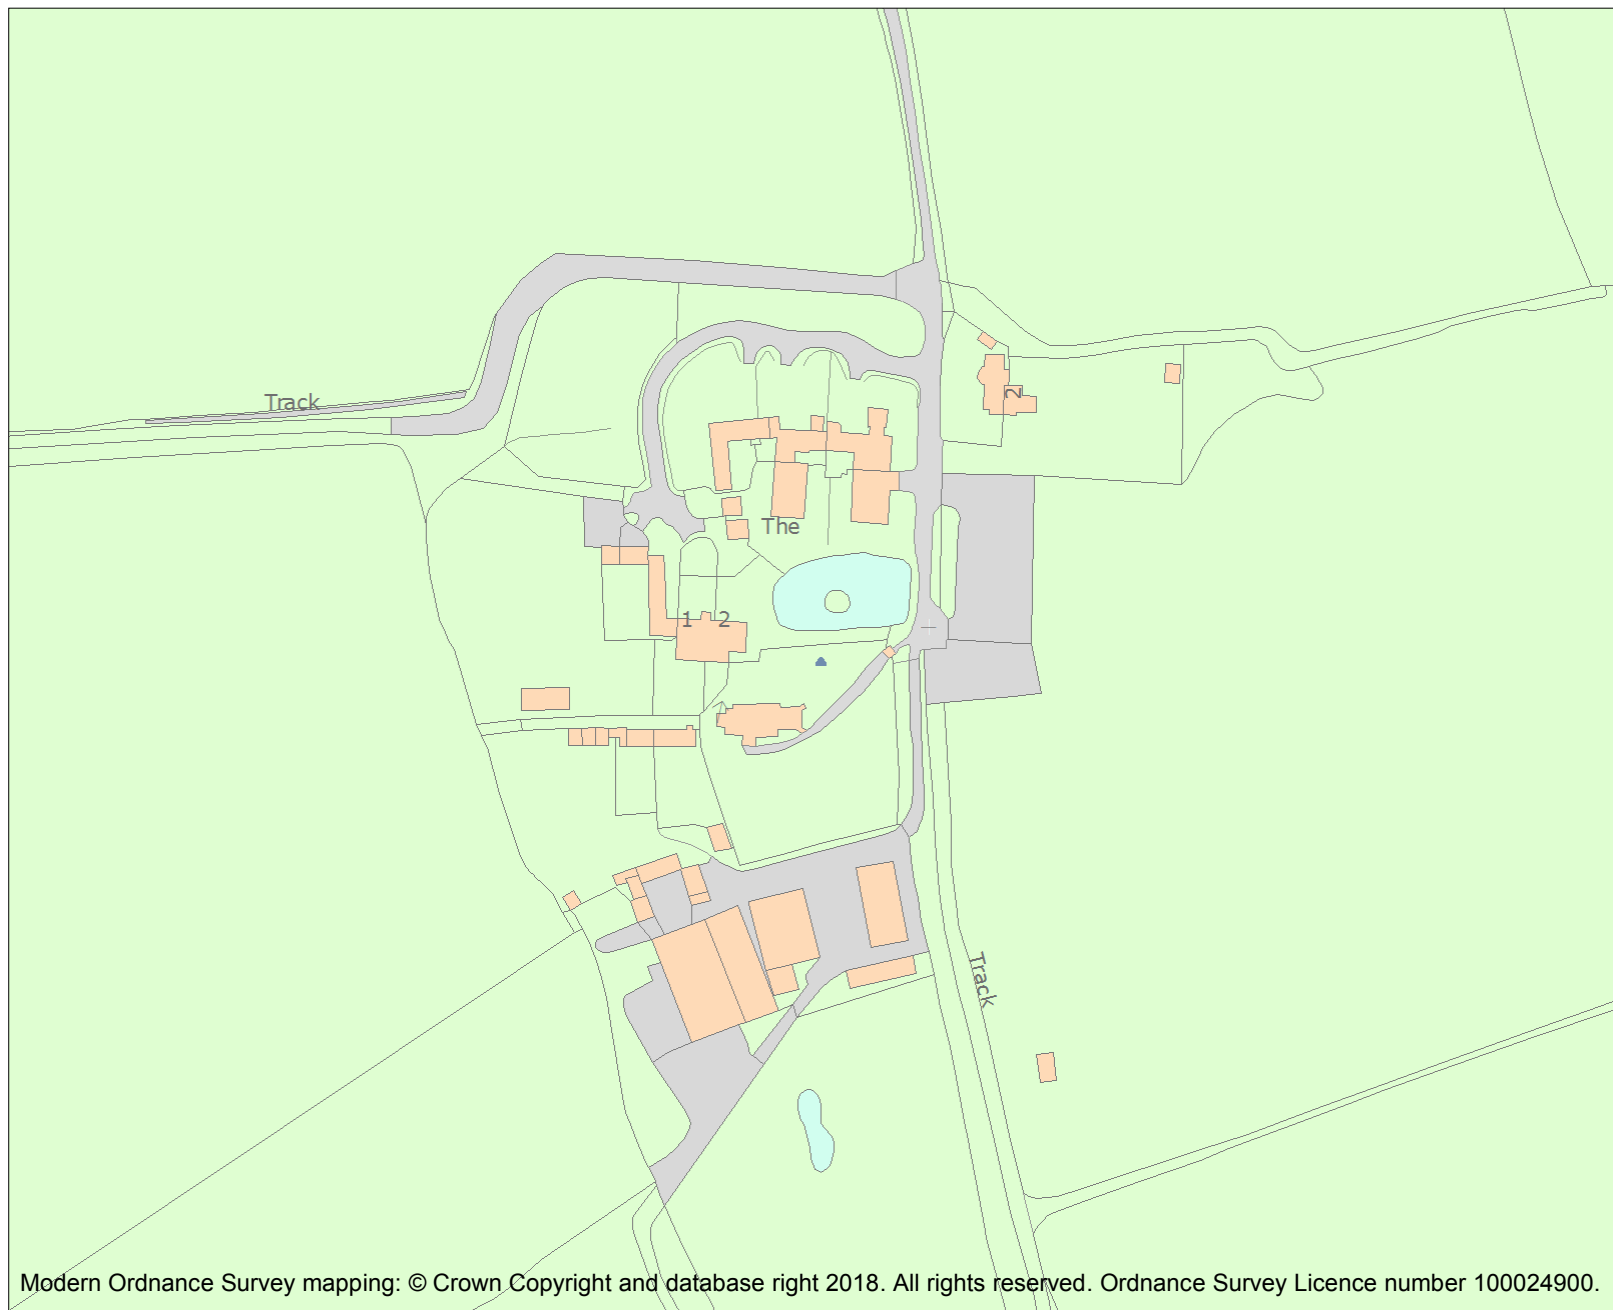 Track
2
The
1 2
Track
Modern Ordnance Survey mapping: © Crown Copyright and database right 2018. All rights reserved. Ordnance Survey Licence number 100024900.